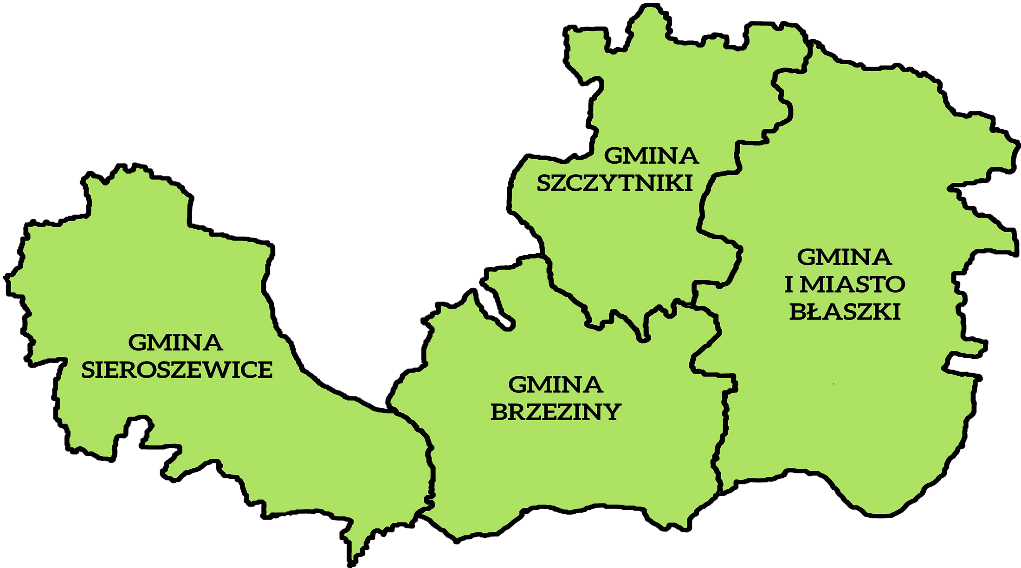 GMINA
SZCZYTNIKI
GMINA
I MIASTO
BŁASZKI
GMINA
SIEROSZEWICE
GMINA
BRZEZINY